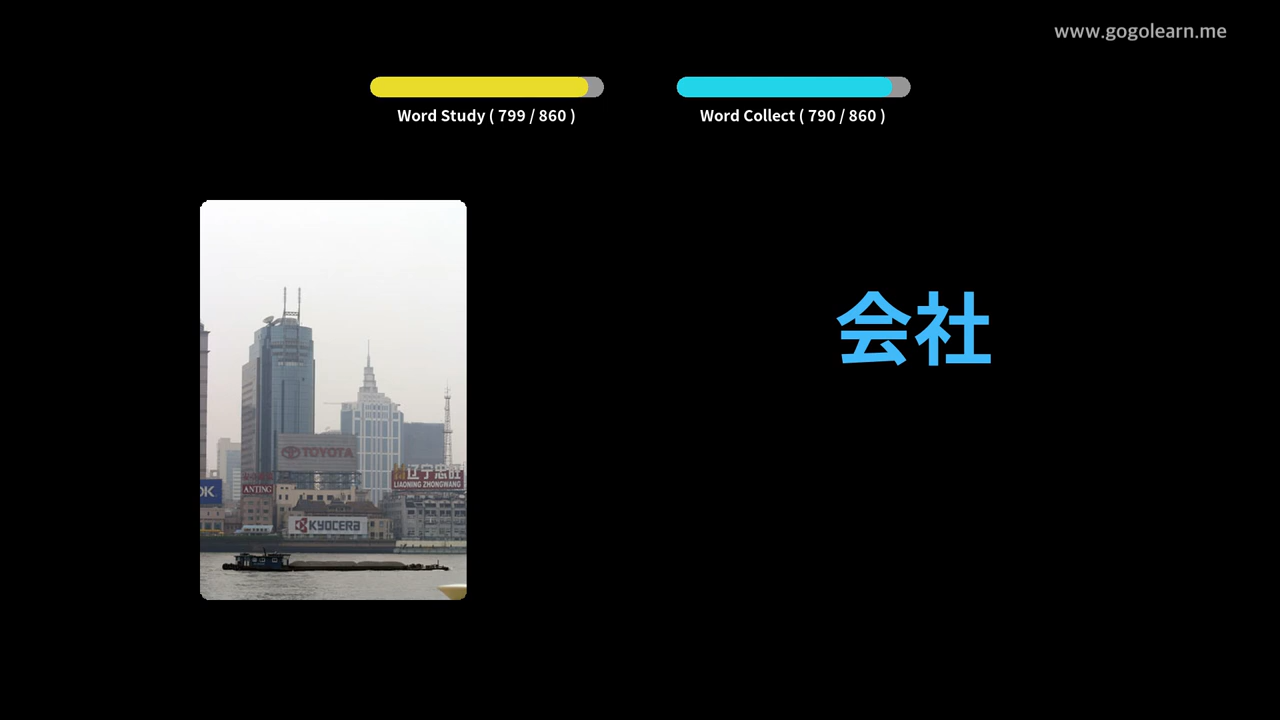 www.gogolearn.me
Word Study ( 799 / 860 )
Word Collect ( 790 / 860 )
会社
TOYOTA
辽宁忠旺
LIAONING ZHONGWANG
ANTING
KYOCERA